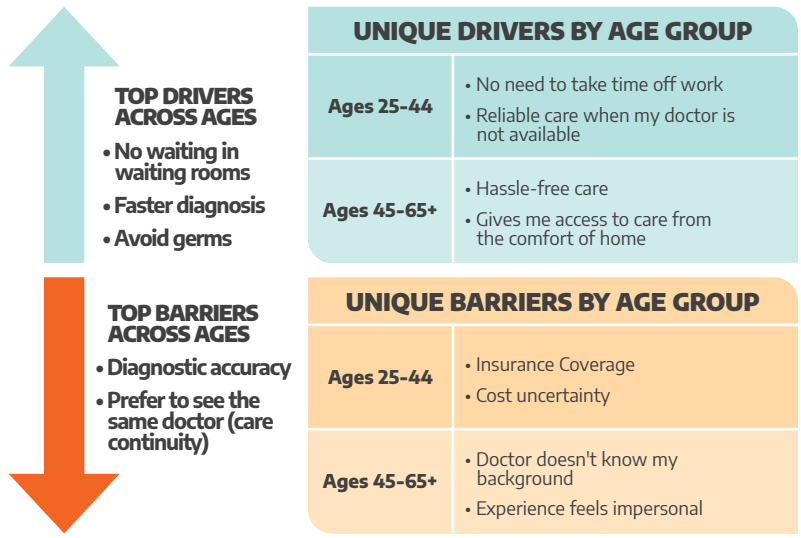 TOP DRIVERS
ACROSS AGES
• No waiting in
waiting rooms
• Faster diagnosis
• Avoid germs
UNIQUE DRIVERS BY AGE GROUP
Ages 25-44
• No need to take time off work
• Reliable care when my doctor is
not available
Ages 45-65+
• Hassle-free care
• Gives me access to care from
the comfort of home
TOP BARRIERS
ACROSS AGES
• Diagnostic accuracy
• Prefer to see the
same doctor (care
continuity)
UNIQUE BARRIERS BY AGE GROUP
Ages 25-44
• Insurance Coverage
• Cost uncertainty
Ages 45-65+
• Doctor doesn't know my
background
• Experience feels impersonal